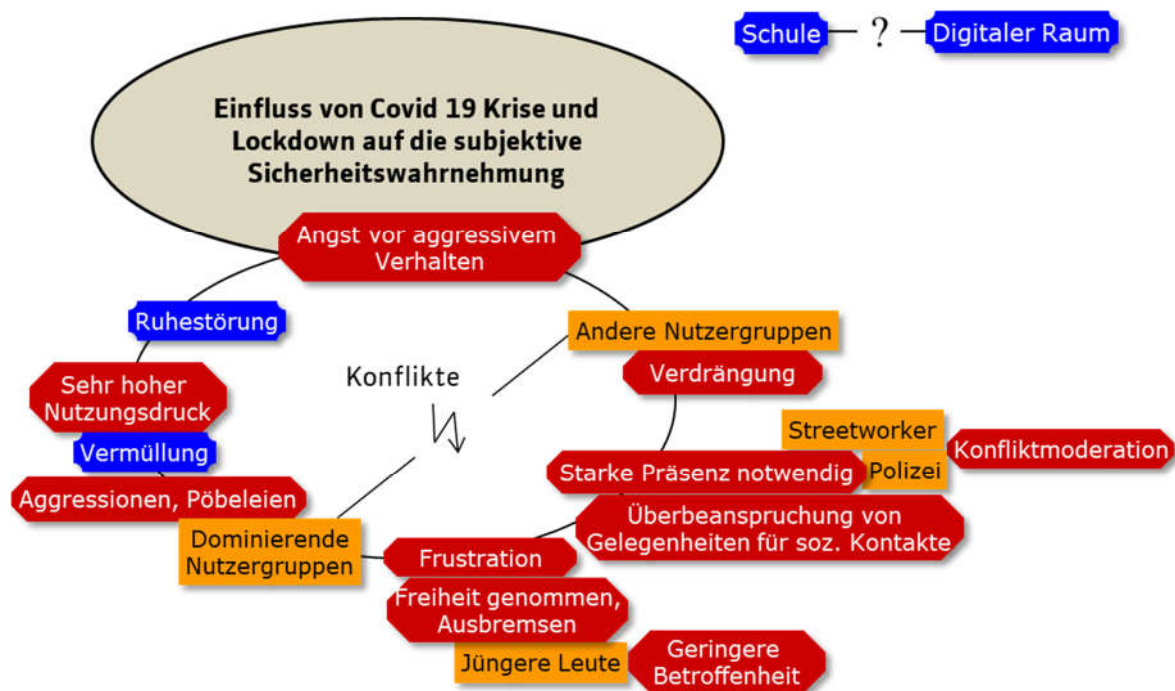 Schule
?
Digitaler Raum
Einfluss von Covid 19 Krise und
Lockdown auf die subjektive
Sicherheitswahrnehmung
Angst vor aggressivem
Verhalten
Ruhestörung
Andere Nutzergruppen
Konflikte
Verdrängung
Sehr hoher
Nutzungsdruck
Vermüllung
Streetworker
Konfliktmoderation
Starke Präsenz notwendig
Polizei
Aggressionen, Pöbeleien
Überbeanspruchung von
Gelegenheiten für soz. Kontakte
Dominierende
Nutzergruppen
Frustration
Freiheit genommen,
Ausbremsen
Jüngere Leute
Geringere
Betroffenheit